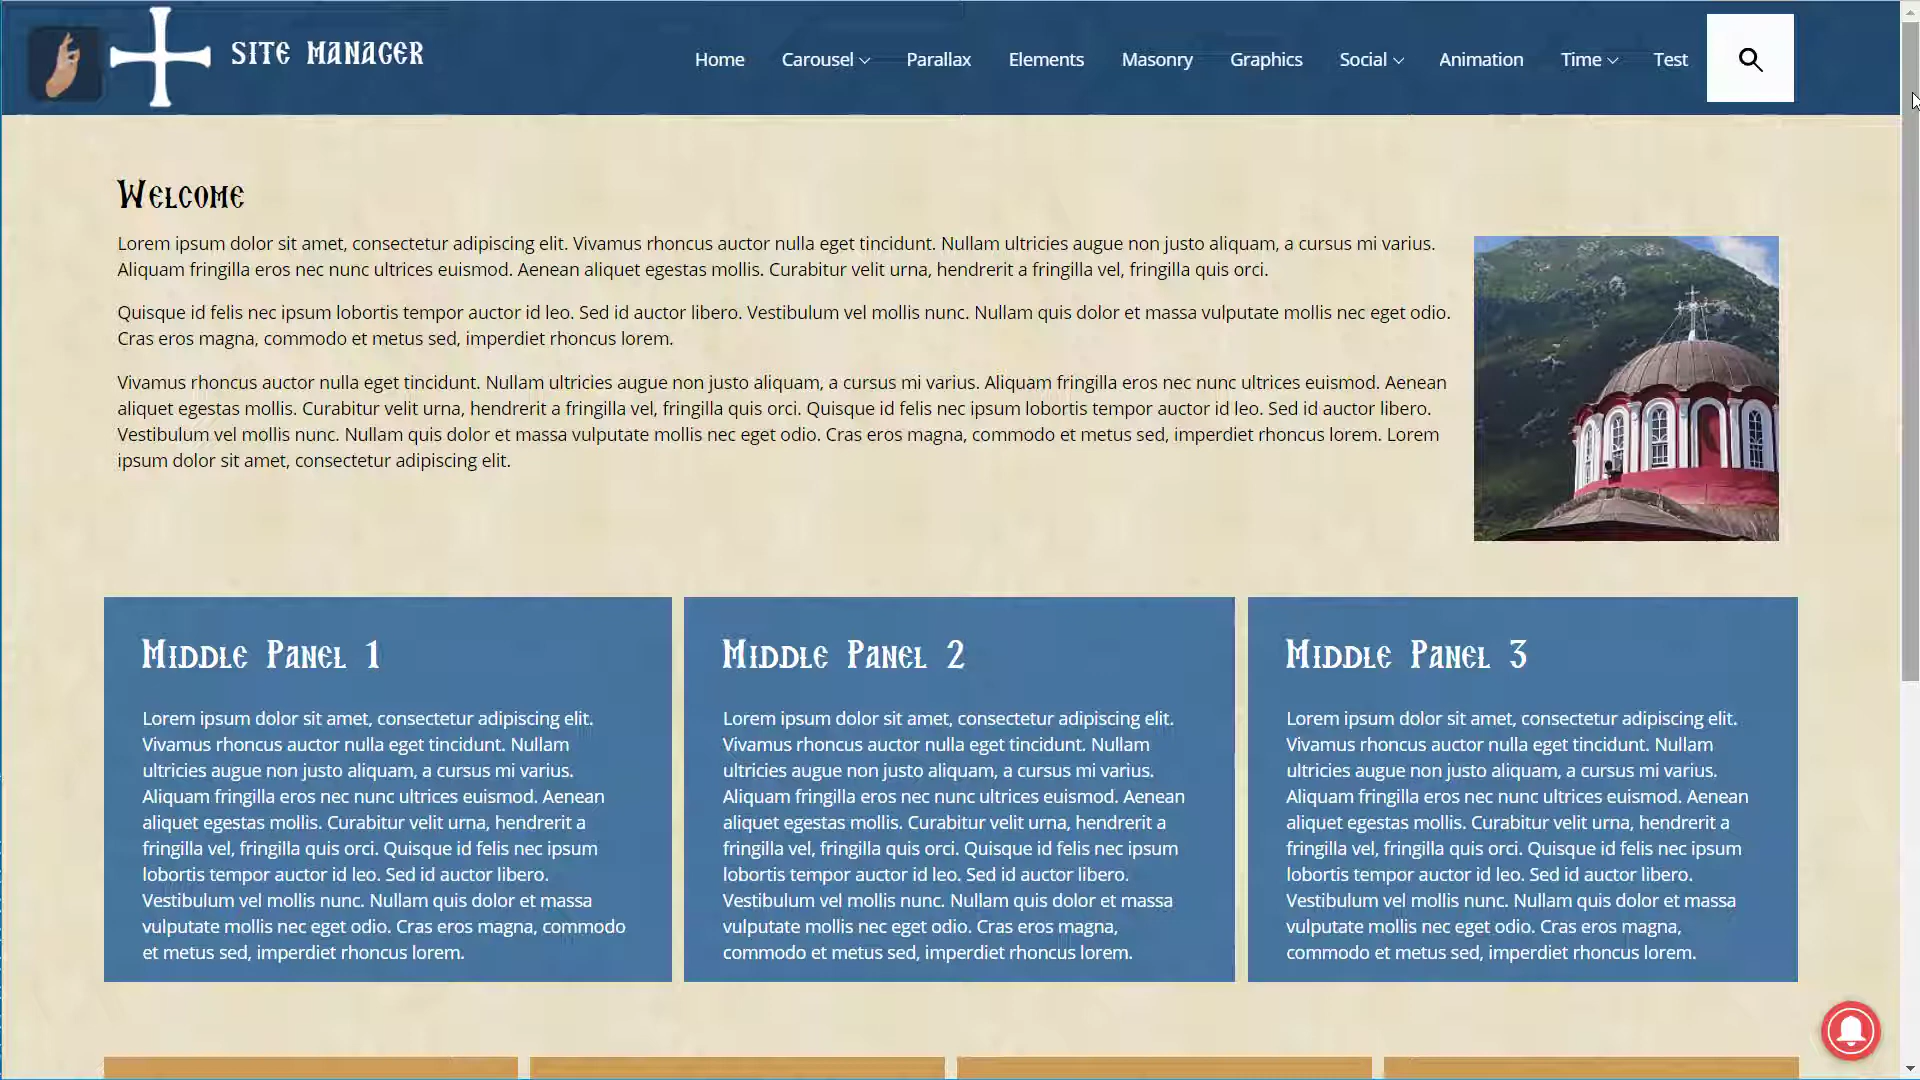 SITE MANAGER
Home Carousel Parallax Elements Masonry Graphics Social Animation Time Test
Welcome
Lorem ipsum dolor sit amet, consectetur adipiscing elit. Vivamus rhoncus auctor nulla eget tincidunt. Nullam ultricies augue non justo aliquam, a cursus mi varius.
Aliquam fringilla eros nec nunc ultrices euismod. Aenean aliquet egestas mollis. Curabitur velit urna, hendrerit a fringilla vel, fringilla quis orci.
Quisque id felis nec ipsum lobortis tempor auctor id leo. Sed id auctor libero. Vestibulum vel mollis nunc. Nullam quis dolor et massa vulputate mollis nec eget odio.
Cras eros magna, commodo et metus sed, imperdiet rhoncus lorem.
Vivamus rhoncus auctor nulla eget tincidunt. Nullam ultricies augue non justo aliquam, a cursus mi varius. Aliquam fringilla eros nec nunc ultrices euismod. Aenean
aliquet egestas mollis. Curabitur velit urna, hendrerit a fringilla vel, fringilla quis orci. Quisque id felis nec ipsum lobortis tempor auctor id leo. Sed id auctor libero.
Vestibulum vel mollis nunc. Nullam quis dolor et massa vulputate mollis nec eget odio. Cras eros magna, commodo et metus sed, imperdiet rhoncus lorem. Lorem
ipsum dolor sit amet, consectetur adipiscing elit.
Middle Panel 1
Lorem ipsum dolor sit amet, consectetur adipiscing elit.
Vivamus rhoncus auctor nulla eget tincidunt. Nullam
ultricies augue non justo aliquam, a cursus mi varius.
Aliquam fringilla eros nec nunc ultrices euismod. Aenean
aliquet egestas mollis. Curabitur velit urna, hendrerit a
fringilla vel, fringilla quis orci. Quisque id felis nec ipsum
lobortis tempor auctor id leo. Sed id auctor libero.
Vestibulum vel mollis nunc. Nullam quis dolor et massa
vulputate mollis nec eget odio. Cras eros magna, commodo
et metus sed, imperdiet rhoncus lorem.
Middle Panel 2
Lorem ipsum dolor sit amet, consectetur adipiscing elit.
Vivamus rhoncus auctor nulla eget tincidunt. Nullam
ultricies augue non justo aliquam, a cursus mi varius.
Aliquam fringilla eros nec nunc ultrices euismod. Aenean
aliquet egestas mollis. Curabitur velit urna, hendrerit a
fringilla vel, fringilla quis orci. Quisque id felis nec ipsum
lobortis tempor auctor id leo. Sed id auctor libero.
Vestibulum vel mollis nunc. Nullam quis dolor et massa
vulputate mollis nec eget odio. Cras eros magna,
commodo et metus sed, imperdiet rhoncus lorem.
Middle Panel 3
Lorem ipsum dolor sit amet, consectetur adipiscing elit.
Vivamus rhoncus auctor nulla eget tincidunt. Nullam
ultricies augue non justo aliquam, a cursus mi varius.
Aliquam fringilla eros nec nunc ultrices euismod. Aenean
aliquet egestas mollis. Curabitur velit urna, hendrerit a
fringilla vel, fringilla quis orci. Quisque id felis nec ipsum
lobortis tempor auctor id leo. Sed id auctor libero.
Vestibulum vel mollis nunc. Nullam quis dolor et massa
vulputate mollis nec eget odio. Cras eros magna,
commodo et metus sed, imperdiet rhoncus lorem.